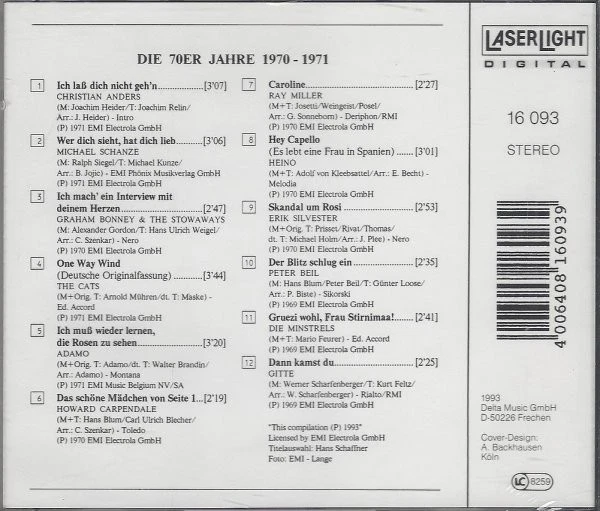 DIE 70ER JAHRE 1970 - 1971
1 Ich laß dich nicht geh'n...............[3'07]
CHRISTIAN ANDERS
(M: Joachim Heider/T: Joachim Relin/
Arr.: J. Heider) - Intro
(P) 1971 EMI Electrola GmbH
2 Wer dich sieht, hat dich lieb........[3'06]
MICHAEL SCHANZE
(M: Ralph Siegel/T: Michael Kunze/
Arr.: B. Jojic) - EMI Phönix Musikverlag GmbH
(P) 1971 EMI Electrola GmbH
3 Ich mach' ein Interview mit
deinem Herzen..........................[2'47]
GRAHAM BONNEY & THE STOWAWAYS
(M: Alexander Gordon/T: Hans Ulrich Weigel/
Arr.: C. Szenkar) - Nero
(P) 1970 EMI Electrola GmbH
4 One Way Wind
(Deutsche Originalfassung) ...........[3'44]
THE CATS
(M+Orig. T: Arnold Mühren/dt. T: Maske) -
Ed. Accord
(P) 1971 EMI Electrola GmbH
5 Ich muß wieder lernen,
die Rosen zu sehen.....................[3'20]
ADAMO
(M+Orig. T: Adamo/dt. T: Walter Brandin/
Arr.: Adamo) - Montana
(P) 1971 EMI Music Belgium NV/SA
6 Das schöne Mädchen von Seite 1...[2'19]
HOWARD CARPENDALE
(M+T: Hans Blum/Carl Ulrich Blecher/
Arr.: C. Szenkar) - Toledo
(P) 1970 EMI Electrola GmbH
7 Caroline....................................[2'27]
RAY MILLER
(M+T: Josetti/Weingeist/Posel/
Arr.: G. Sonneborn) - Deriphon/RMI
(P) 1970 EMI Electrola GmbH
8 Hey Capello
(Es lebt eine Frau in Spanien) ......[3'01]
HEINO
(M+T: Adolf von Kleebsattel/Arr.: E. Becht) -
Melodia
(P) 1970 EMI Electrola GmbH
9 Skandal um Rosi ......................[2'53]
ERIK SILVESTER
(M+Orig. T: Prisset/Rivat/Thomas/
dt. T: Michael Holm/Arr.: J. Plee) - Nero
(P) 1970 EMI Electrola GmbH
10 Der Blitz schlug ein....................[2'35]
PETER BEIL
(M: Hans Blum/Peter Beil/T: Günter Loose/
Arr.: P. Biste) - Sikorski
(P) 1969 EMI Electrola GmbH
11 Gruezi wohl, Frau Stirnimaa!........[2'41]
DIE MINSTRELS
(M+T: Mario Feurer) - Ed. Accord
(P) 1969 EMI Electrola GmbH
12 Dann kamst du.........................[2'25]
GITTE
(M: Werner Scharfenberger/T: Kurt Feltz/
Arr.: W. Scharfenberger) - Rialto/RMI
(P) 1969 EMI Electrola GmbH
"This compilation (P) 1993"
Licensed by EMI Electrola GmbH
Titelauswahl: Hans Schaffner
Foto: EMI - Lange
LASERLIGHT
DIGITAL
16 093
STEREO
4 006408 160939
1993
Delta Music GmbH
D-50226 Frechen
Cover-Design:
A. Backhausen
Köln
LC 8259